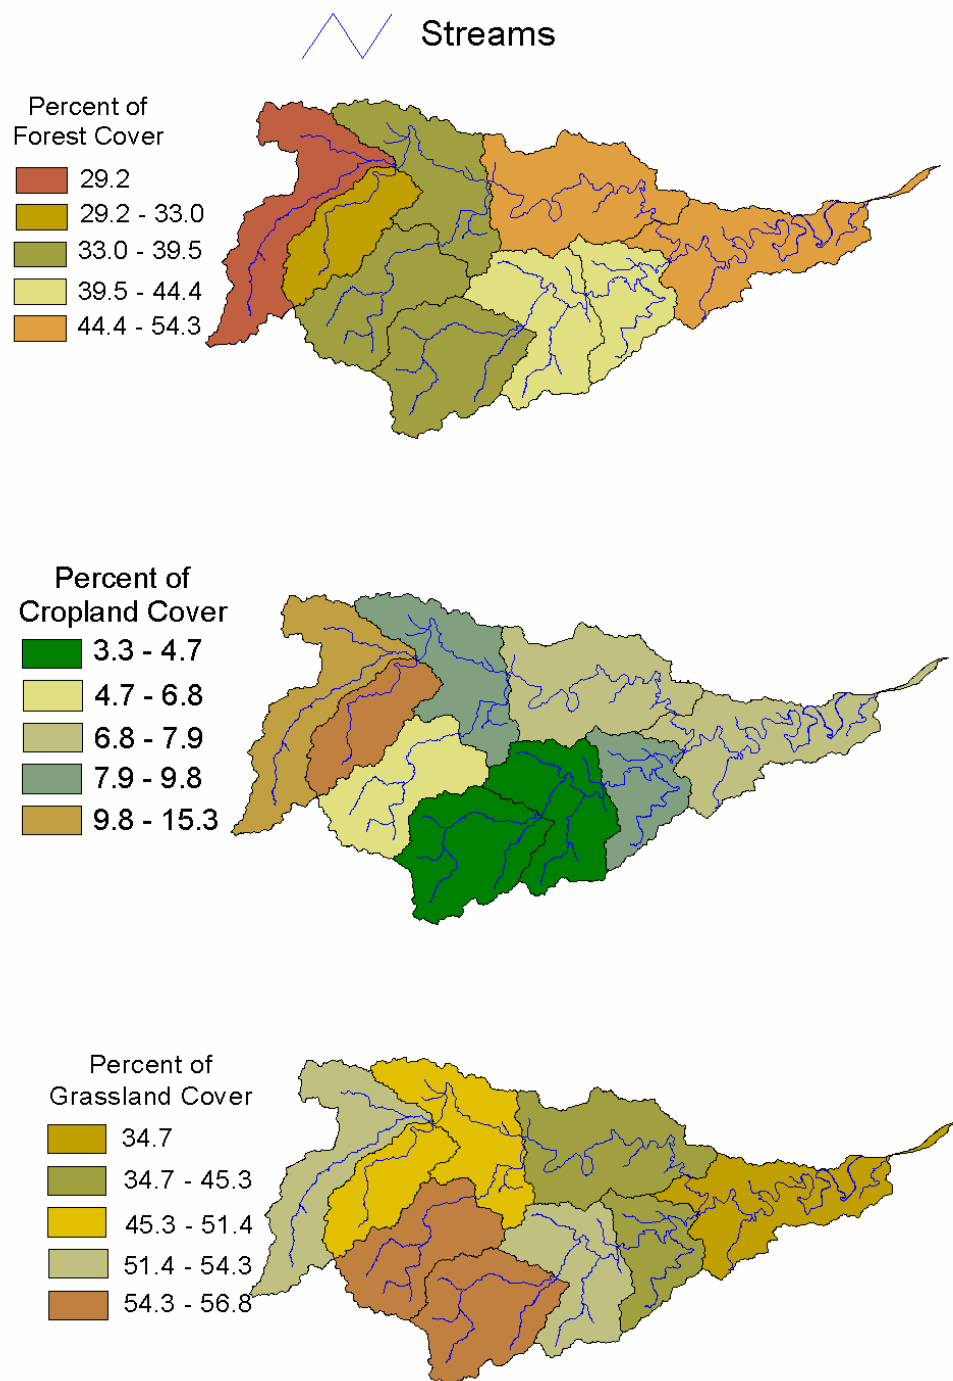 Streams
Percent of
Forest Cover
29.2
29.2 - 33.0
33.0 - 39.5
39.5 - 44.4
44.4 - 54.3
Percent of
Cropland Cover
3.3 - 4.7
4.7 - 6.8
6.8 - 7.9
7.9 - 9.8
9.8 - 15.3
Percent of
Grassland Cover
34.7
34.7 - 45.3
45.3 - 51.4
51.4 - 54.3
54.3 - 56.8